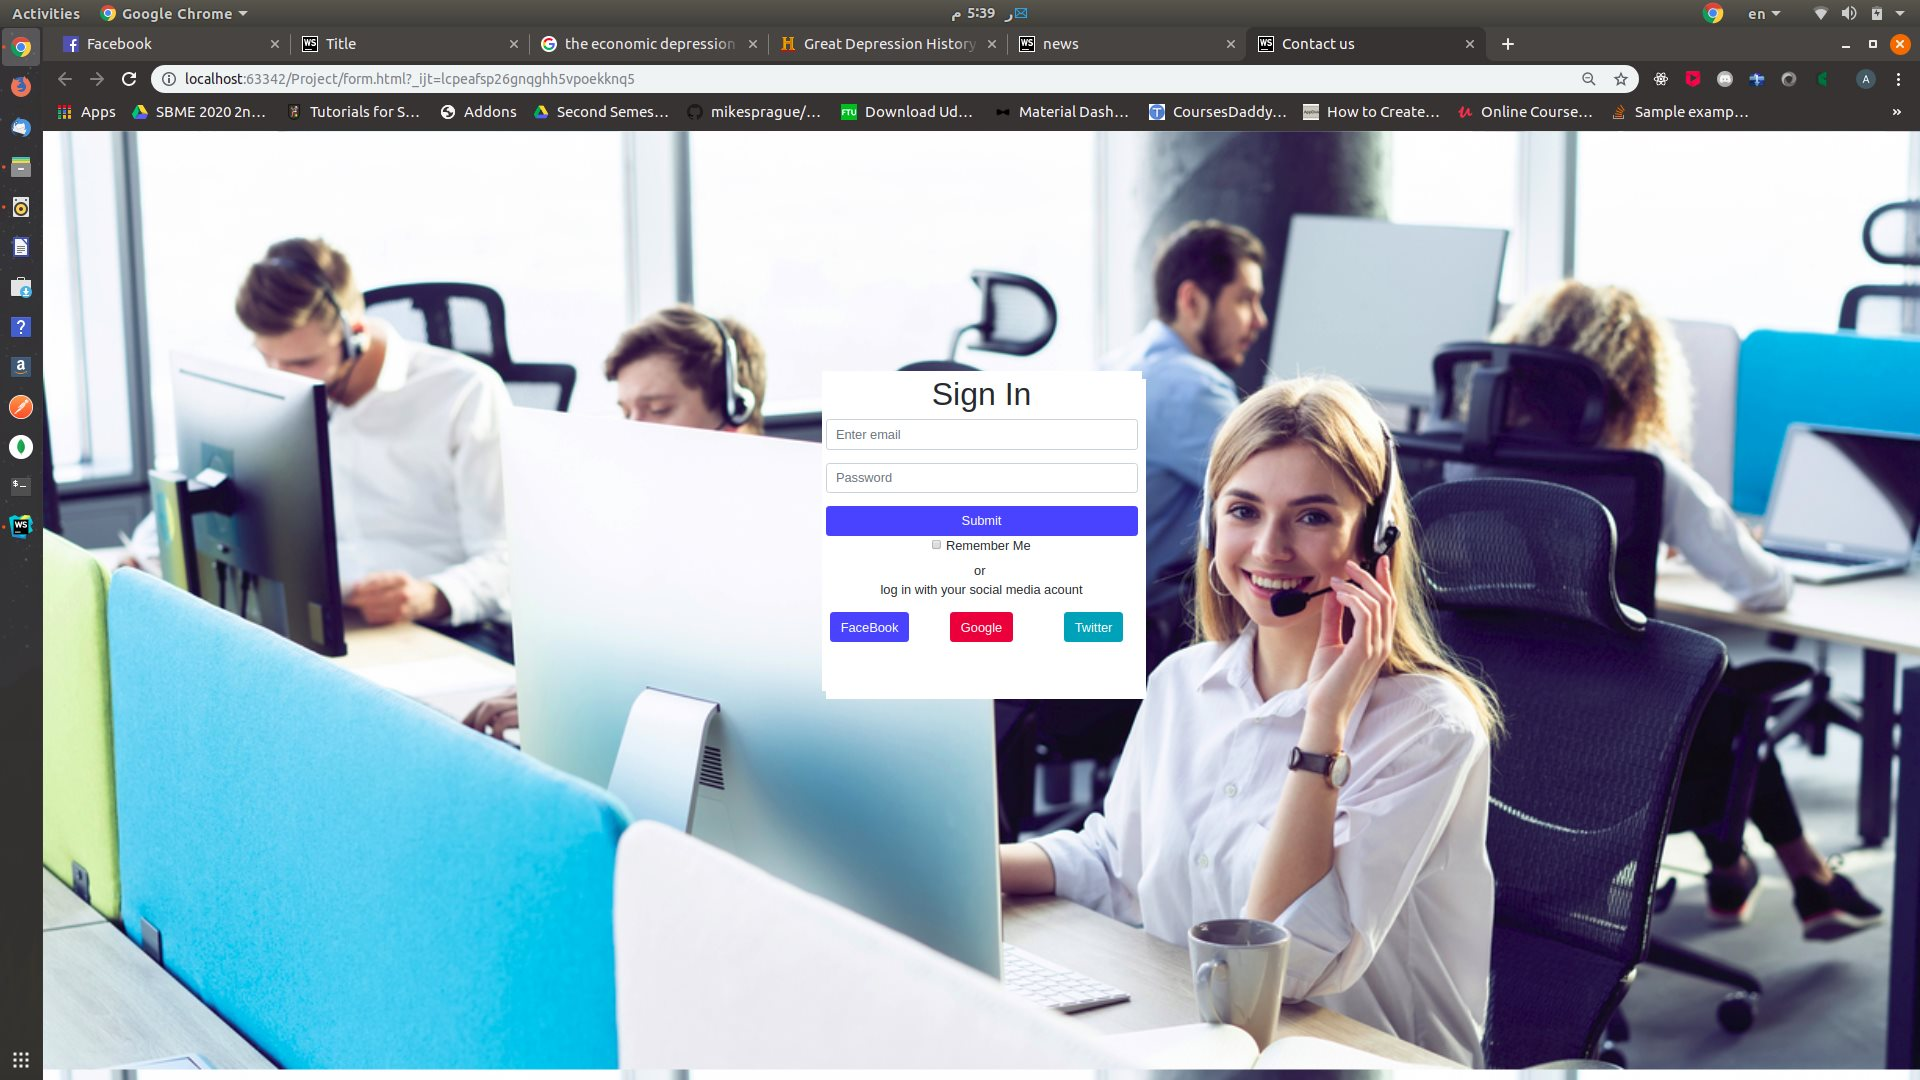 Activities Google Chrome ر 5:39 م en
Facebook Title the economic depression Great Depression History news Contact us
localhost:63342/Project/form.html?_ijt=lcpeafsp26gnqghh5vpoekknq5 A
Apps SBME 2020 2n... Tutorials for S... Addons Second Semes... mikesprague/... FTU Download Ud... Material Dash... CoursesDaddy... How to Create... Online Course... Sample examp... »
Sign In
Enter email
Password
Submit
Remember Me
or
log in with your social media acount
FaceBook Google Twitter